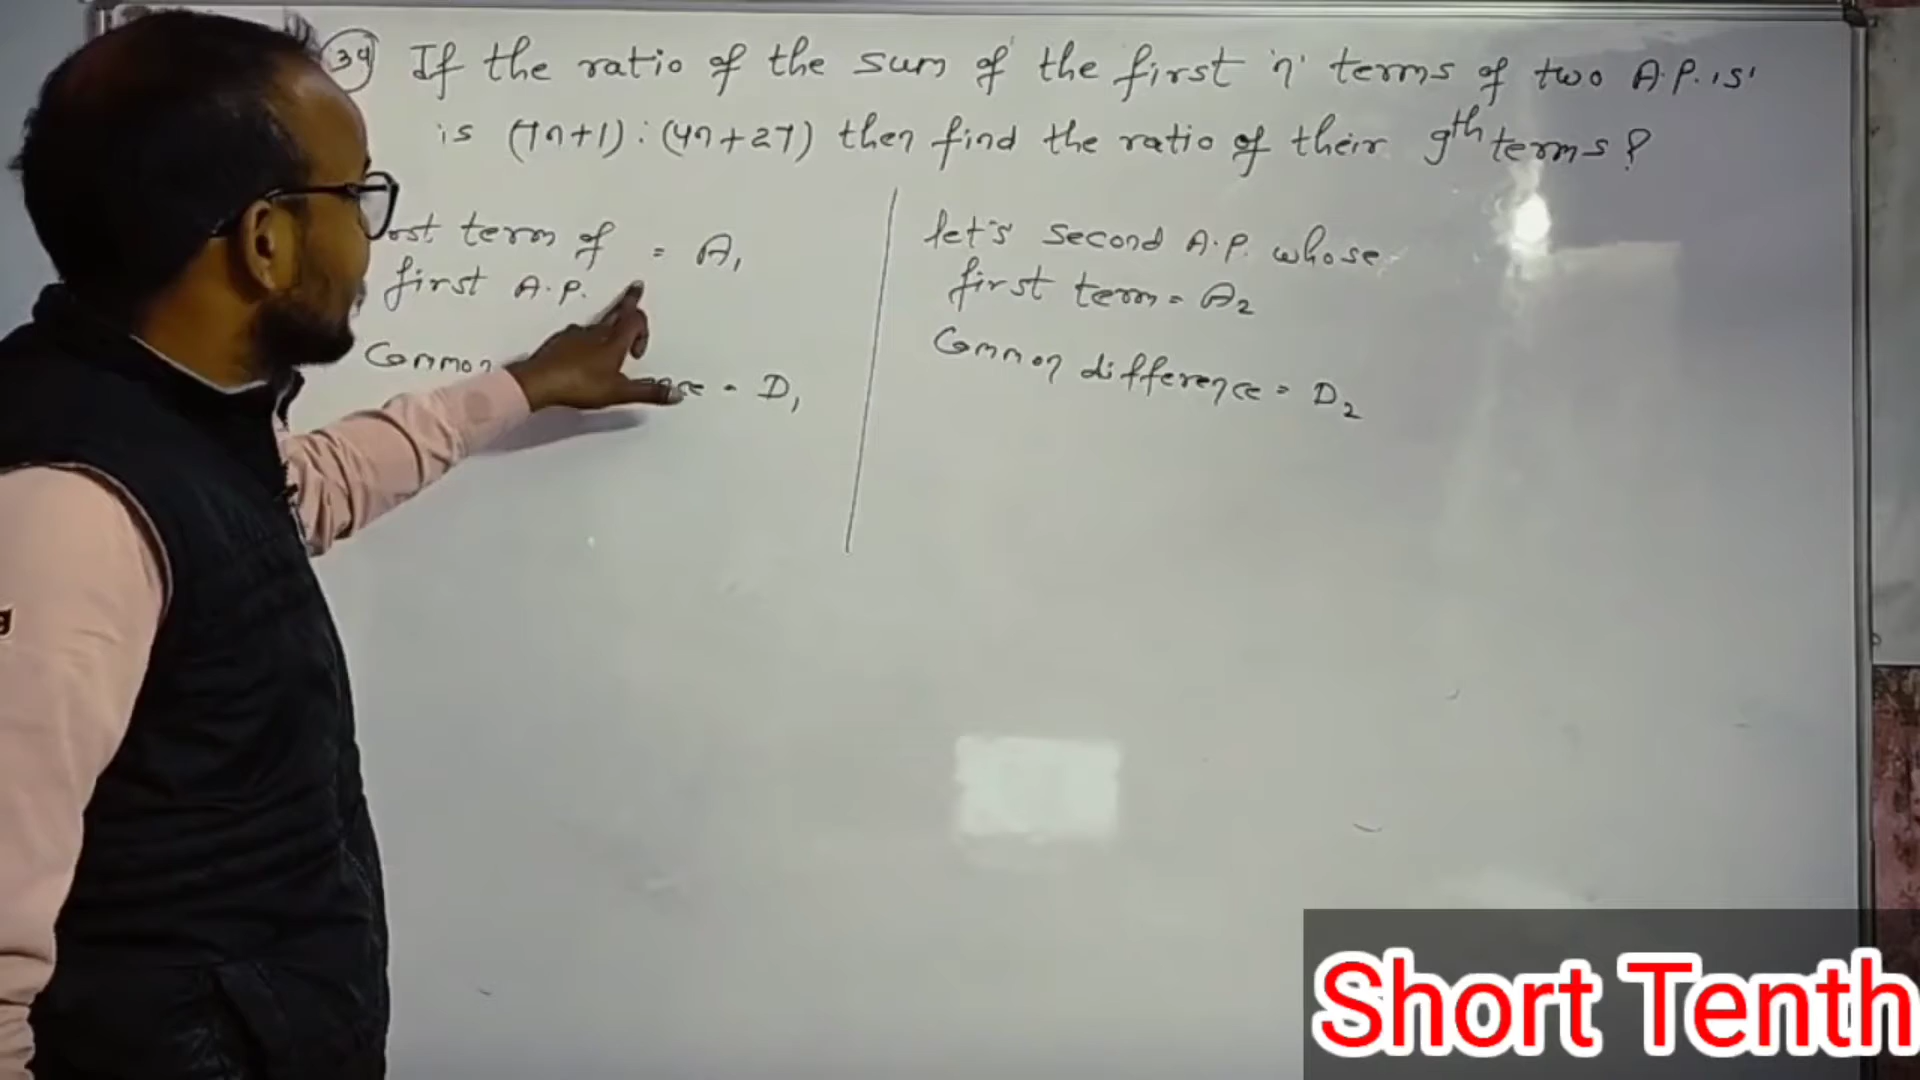 39 If the ratio of the sum of the first 'n' terms of two A.P.'s'
is (7n+1) : (4n+27) then find the ratio of their 9th terms?
term of = A1
first A.P.
Common = D1
let's second A.P. whose
first term = A2
Common difference = D2
Short Tenth